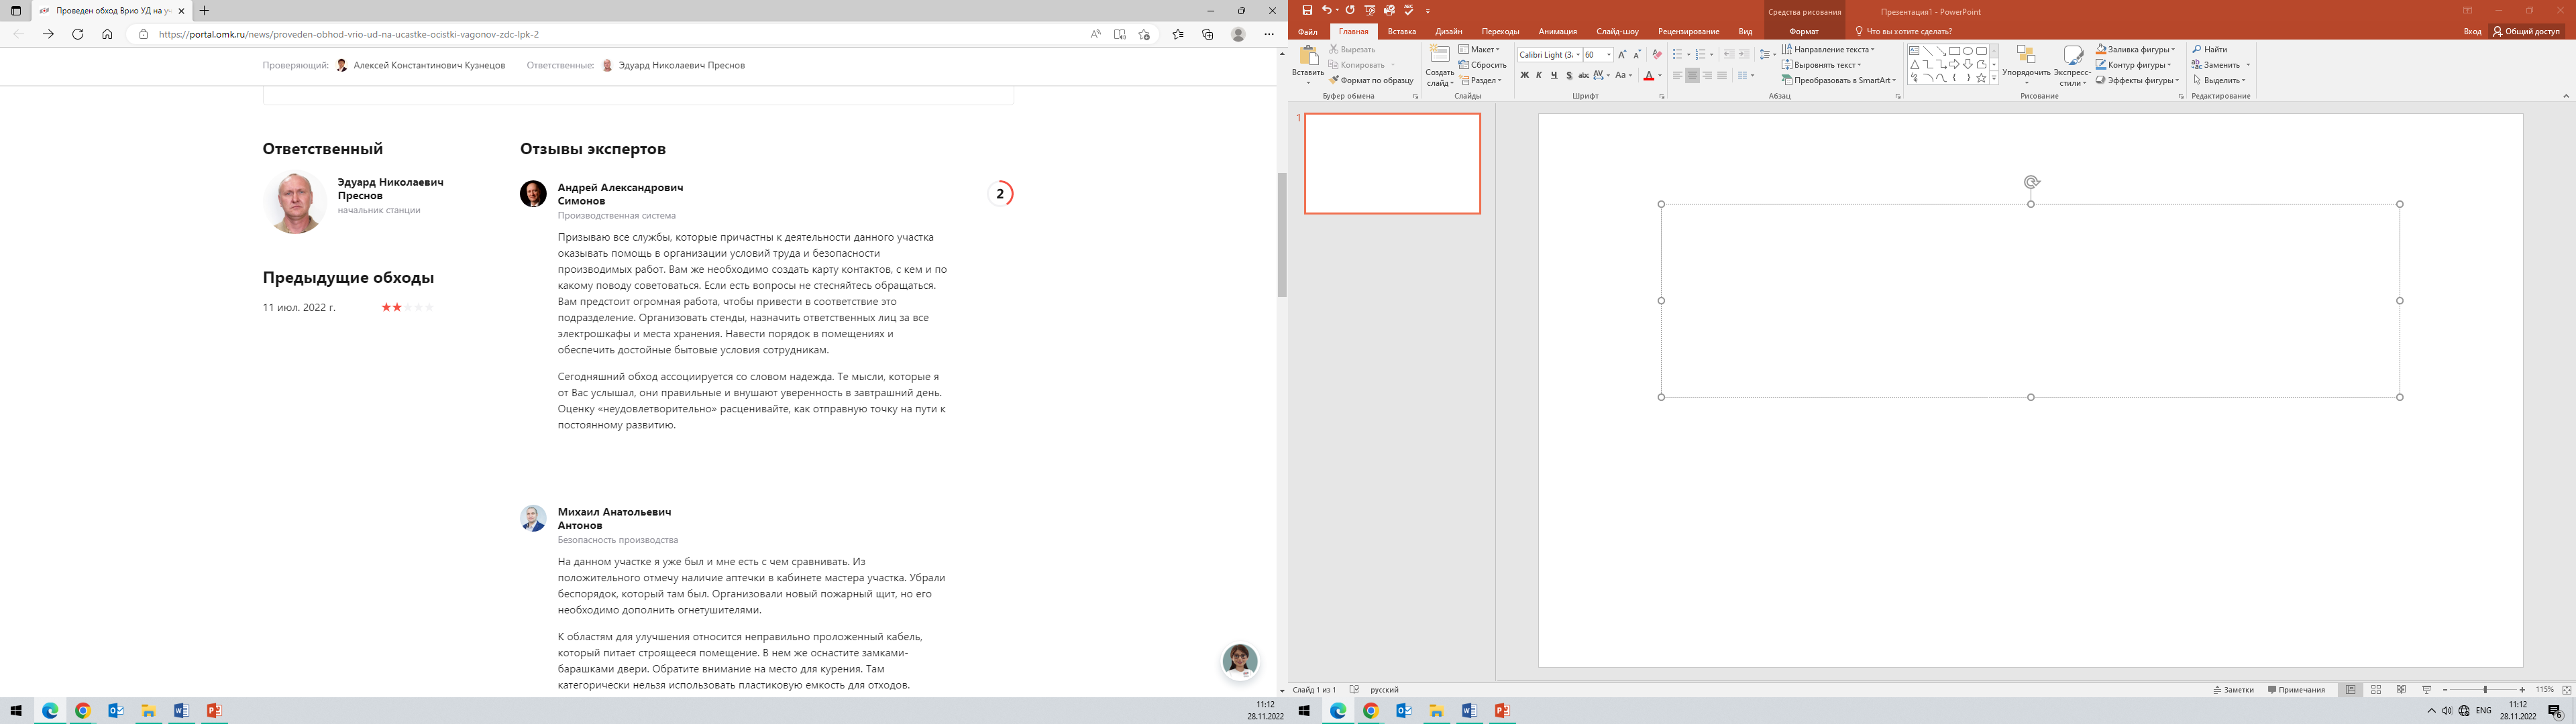 Проведен обход Врио УД на уч
https://portal.omk.ru/news/proveden-obhod-vrio-ud-na-ucastke-ocistki-vagonov-zdc-lpk-2
Проверяющий: Алексей Константинович Кузнецов Ответственные: Эдуард Николаевич Преснов
Ответственный
Эдуард Николаевич
Преснов
начальник станции
Предыдущие обходы
11 июл. 2022 г.
Отзывы экспертов
Андрей Александрович
Симонов
Производственная система
2
Призываю все службы, которые причастны к деятельности данного участка
оказывать помощь в организации условий труда и безопасности
производимых работ. Вам же необходимо создать карту контактов, с кем и по
какому поводу советоваться. Если есть вопросы не стесняйтесь обращаться.
Вам предстоит огромная работа, чтобы привести в соответствие это
подразделение. Организовать стенды, назначить ответственных лиц за все
электрошкафы и места хранения. Навести порядок в помещениях и
обеспечить достойные бытовые условия сотрудникам.
Сегодняшний обход ассоциируется со словом надежда. Те мысли, которые я
от Вас услышал, они правильные и внушают уверенность в завтрашний день.
Оценку «неудовлетворительно» расценивайте, как отправную точку на пути к
постоянному развитию.
Михаил Анатольевич
Антонов
Безопасность производства
На данном участке я уже был и мне есть с чем сравнивать. Из
положительного отмечу наличие аптечки в кабинете мастера участка. Убрали
беспорядок, который там был. Организовали новый пожарный щит, но его
необходимо дополнить огнетушителями.
К областям для улучшения относится неправильно проложенный кабель,
который питает строящееся помещение. В нем же оснастите замками-
барашками двери. Обратите внимание на место для курения. Там
категорически нельзя использовать пластиковую емкость для отходов.
11:12
28.11.2022
Средства рисования Презентация1 - PowerPoint
Файл Главная Вставка Дизайн Переходы Анимация Слайд-шоу Рецензирование Вид Формат Что вы хотите сделать? Вход Общий доступ
Вставить
Вырезать
Копировать
Формат по образцу
Буфер обмена
Создать
слайд
Макет
Сбросить
Раздел
Слайды
Calibri Light (З 60
Ж К Ч S abc AV Aa А
Шрифт
Направление текста
Выровнять текст
Преобразовать в SmartArt
Абзац
Упорядочить
Экспресс-
стили
Заливка фигуры
Контур фигуры
Эффекты фигуры
Рисование
Найти
Заменить
Выделить
Редактирование
1
Слайд 1 из 1 русский Заметки Примечания 115%
ENG
11:12
28.11.2022